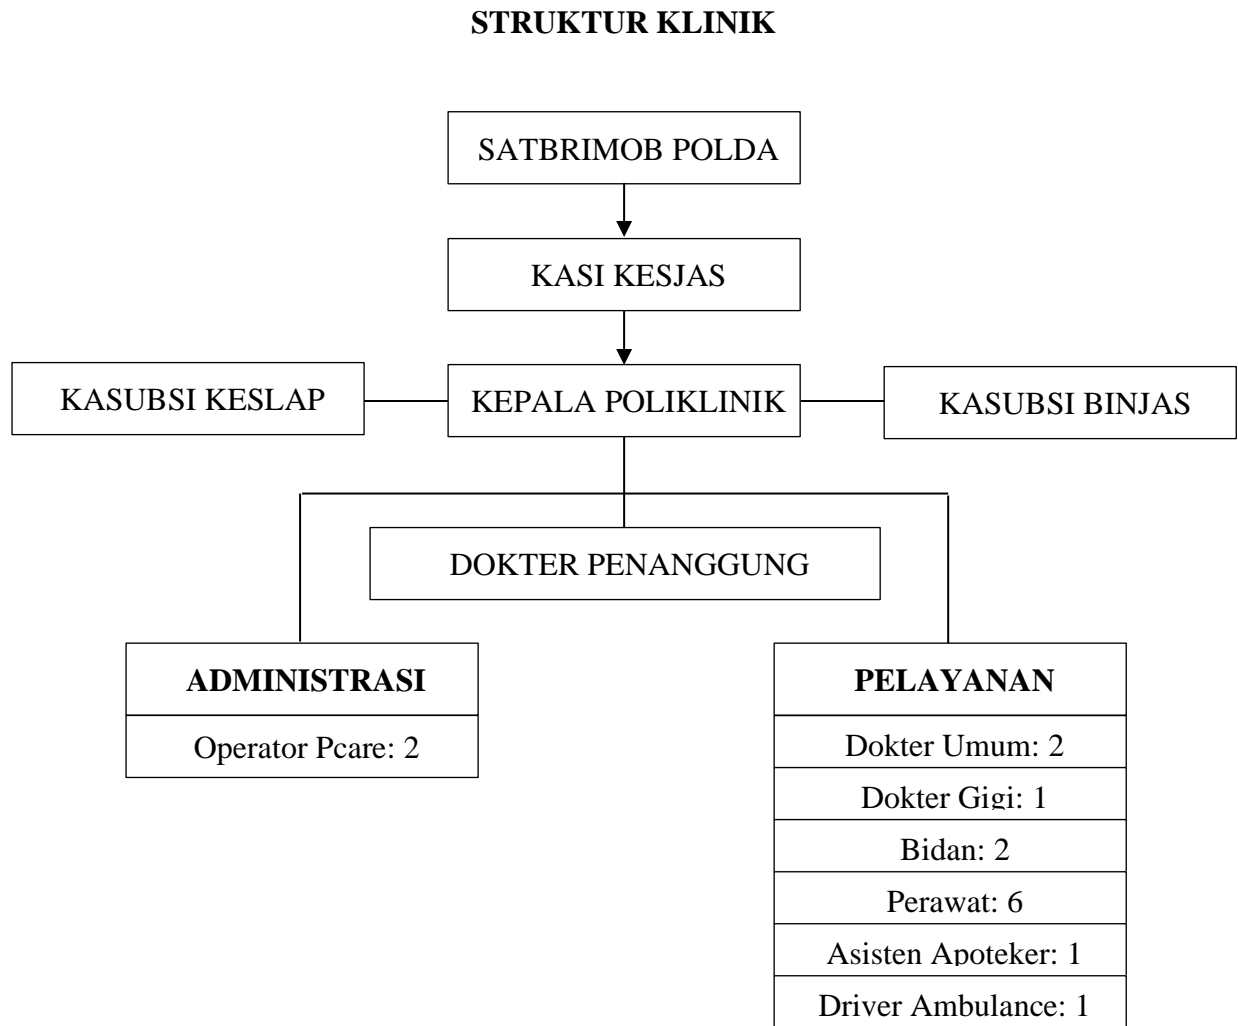 STRUKTUR KLINIK
SATBRIMOB POLDA
KASI KESJAS
KASUBSI KESLAP
KEPALA POLIKLINIK
KASUBSI BINJAS
DOKTER PENANGGUNG
ADMINISTRASI
Operator Pcare: 2
PELAYANAN
Dokter Umum: 2
Dokter Gigi: 1
Bidan: 2
Perawat: 6
Asisten Apoteker: 1
Driver Ambulance: 1